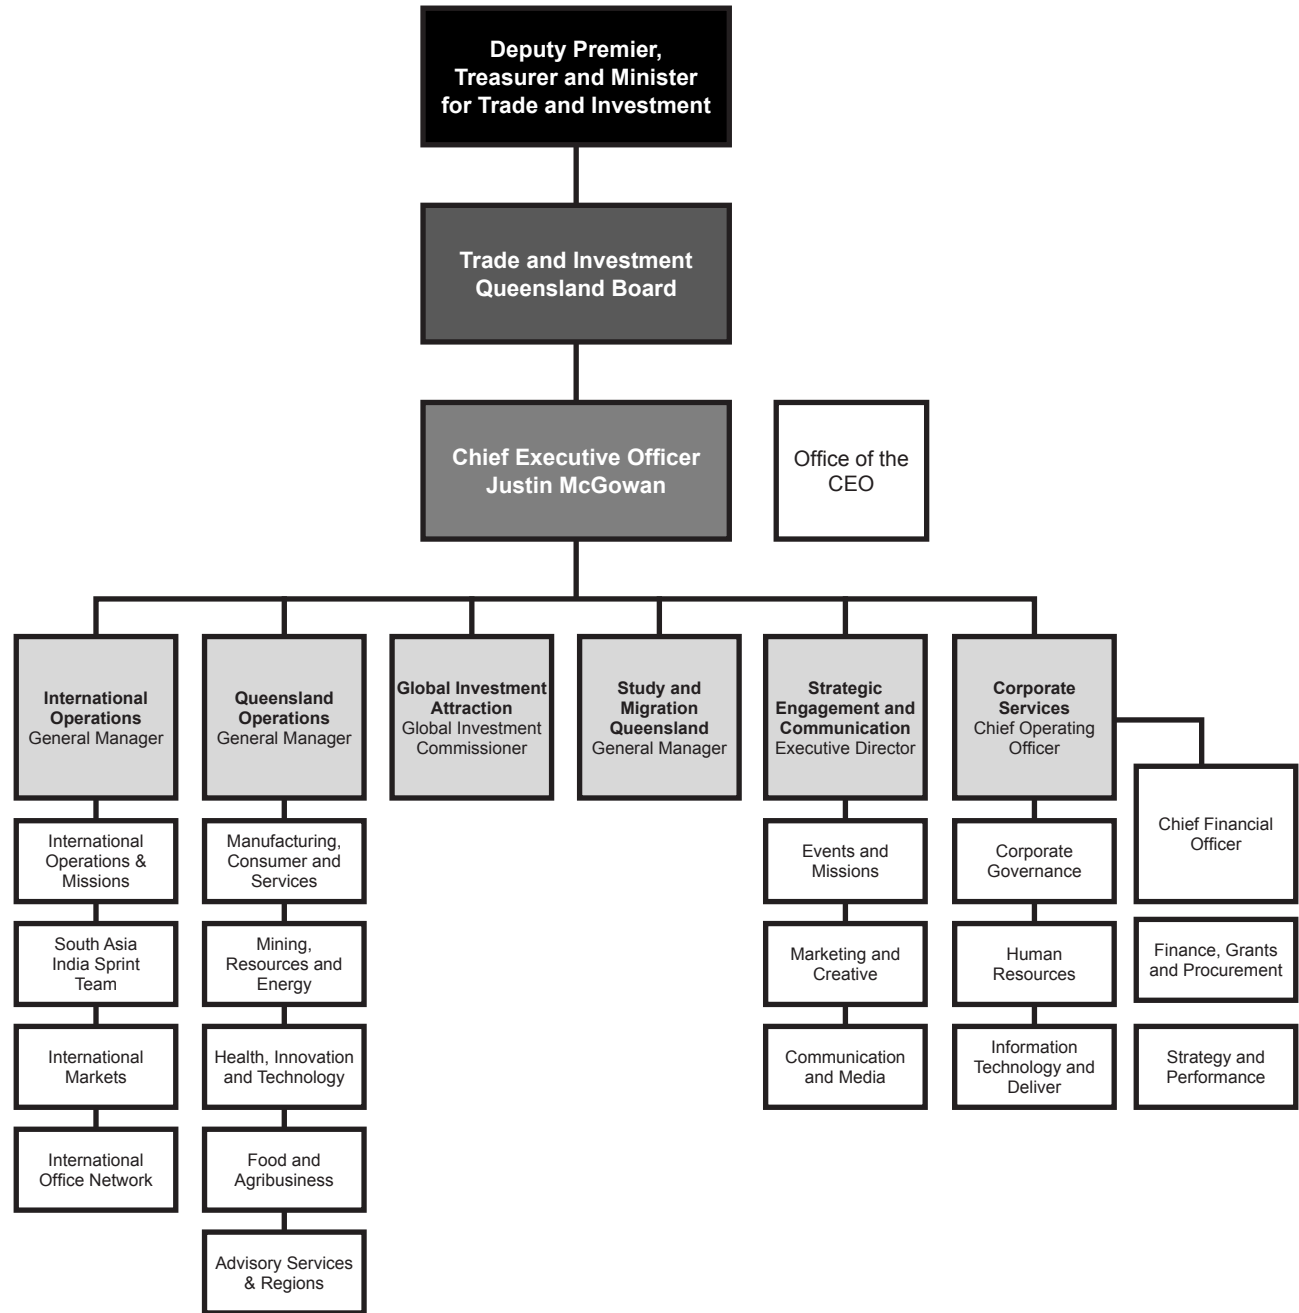 Deputy Premier,
Treasurer and Minister
for Trade and Investment
Trade and Investment
Queensland Board
Chief Executive Officer
Justin McGowan
Office of the
CEO
International
Operations
General Manager
Queensland
Operations
General Manager
Global Investment
Attraction
Global Investment
Commissioner
Study and
Migration
Queensland
General Manager
Strategic
Engagement and
Communication
Executive Director
Corporate
Services
Chief Operating
Officer
International
Operations &
Missions
South Asia
India Sprint
Team
International
Markets
International
Office Network
Manufacturing,
Consumer and
Services
Mining,
Resources and
Energy
Health, Innovation
and Technology
Food and
Agribusiness
Advisory Services
& Regions
Events and
Missions
Marketing and
Creative
Communication
and Media
Corporate
Governance
Human
Resources
Information
Technology and
Deliver
Chief Financial
Officer
Finance, Grants
and Procurement
Strategy and
Performance